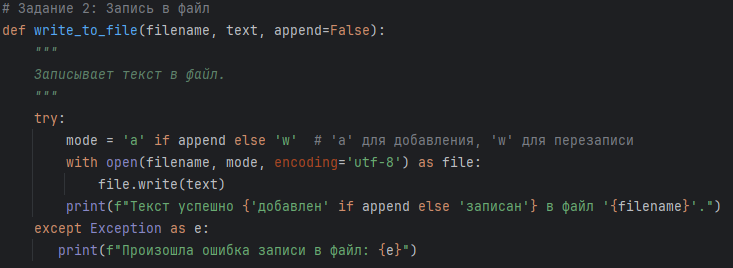 # Задание 2: Запись в файл
def write_to_file(filename, text, append=False):
    """
    Записывает текст в файл.
    """
    try:
        mode = 'a' if append else 'w'  # 'a' для добавления, 'w' для перезаписи
        with open(filename, mode, encoding='utf-8') as file:
            file.write(text)
        print(f"Текст успешно {'добавлен' if append else 'записан'} в файл '{filename}'.")
    except Exception as e:
       print(f"Произошла ошибка записи в файл: {e}")